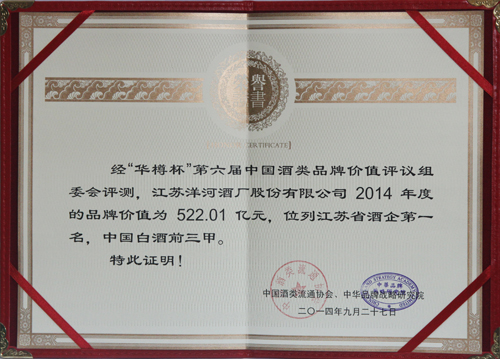 譽書
CERTIFICATE
经“华樽杯”第六届中国酒类品牌价值评议组
委会评测，江苏洋河酒厂股份有限公司 2014 年度
的品牌价值为 522.01 亿元，位列江苏省酒企第一
名，中国白酒前三甲。
特此证明！
中国酒类流通协会、中华品牌战略研究院
二〇一四年九月二十七日